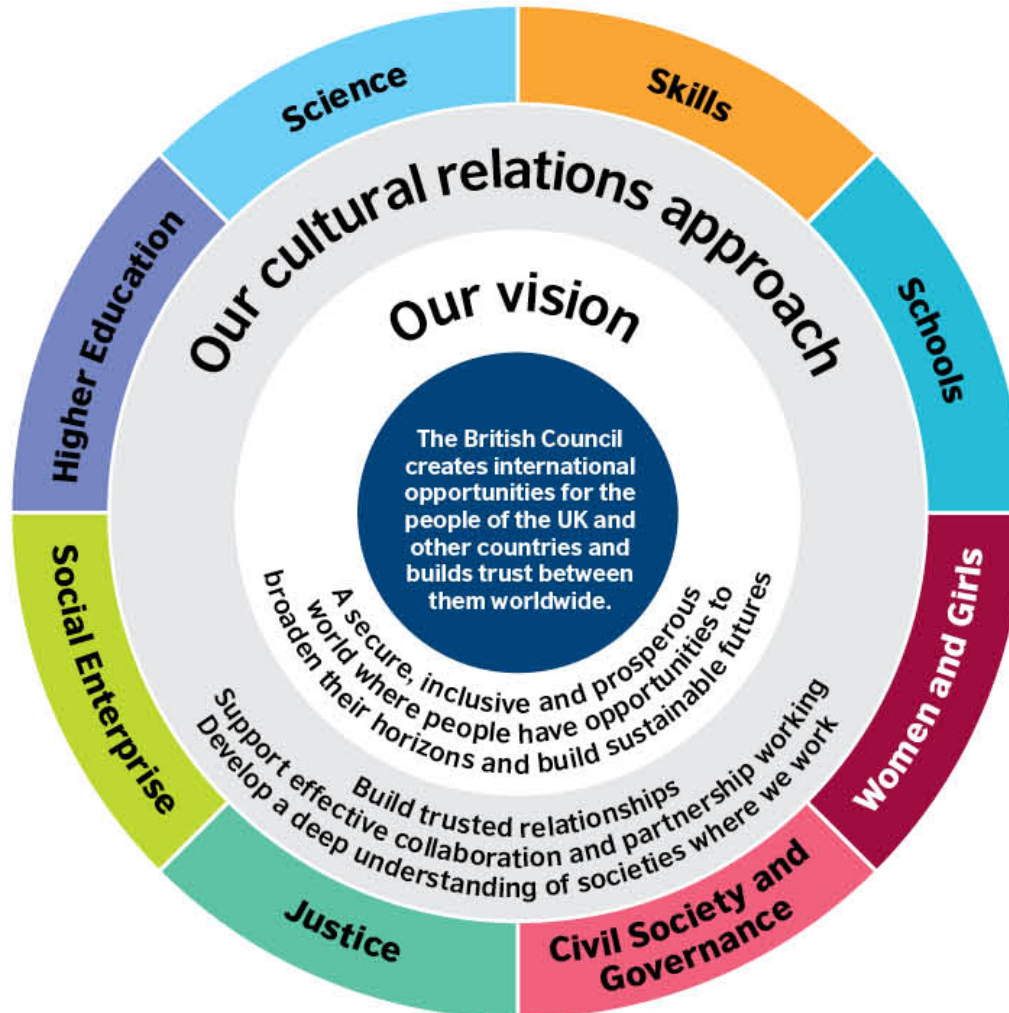 Science
Skills
Schools
Women and Girls
Civil Society and
Governance
Justice
Social Enterprise
Higher Education
Our cultural relations approach
Build trusted relationships
Support effective collaboration and partnership working
Develop a deep understanding of societies where we work
Our vision
A secure, inclusive and prosperous
world where people have opportunities to
broaden their horizons and build sustainable futures
The British Council
creates international
opportunities for the
people of the UK and
other countries and
builds trust between
them worldwide.